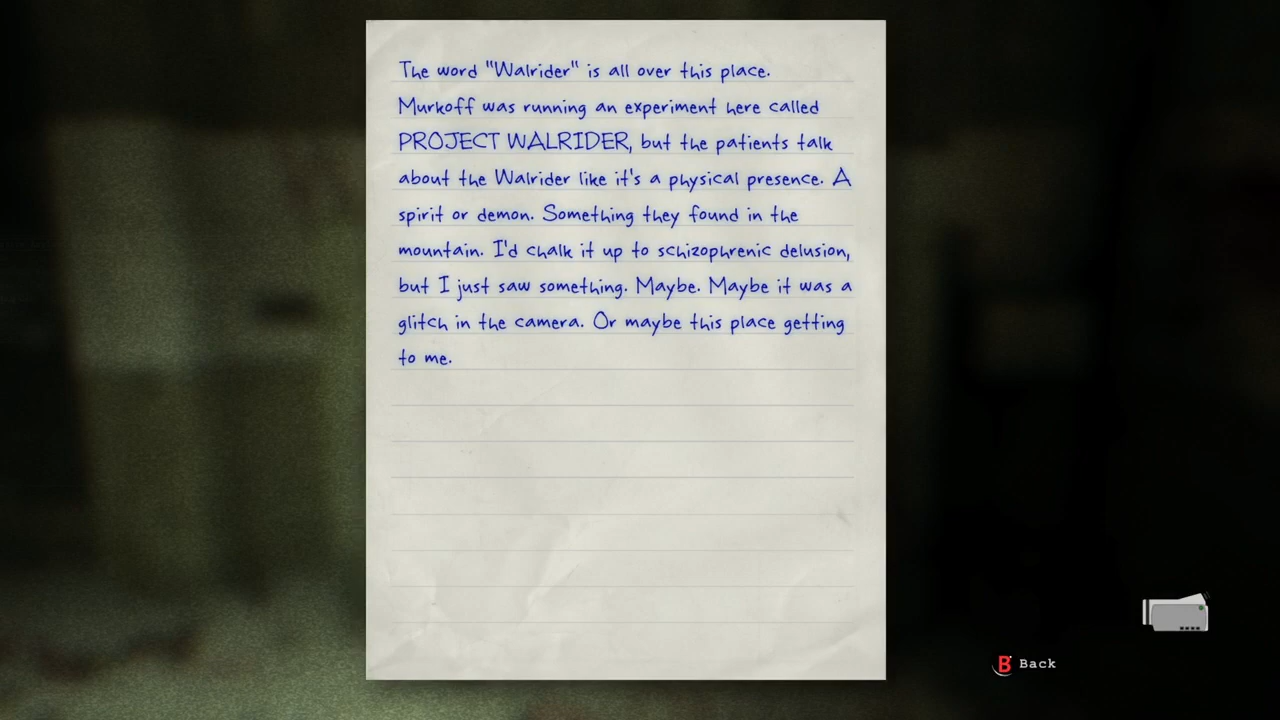 The word "Walrider" is all over this place.
Murkoff was running an experiment here called
PROJECT WALRIDER, but the patients talk
about the Walrider like it's a physical presence. A
spirit or demon. Something they found in the
mountain. I'd chalk it up to schizophrenic delusion,
but I just saw something. Maybe. Maybe it was a
glitch in the camera. Or maybe this place getting
to me.
B Back